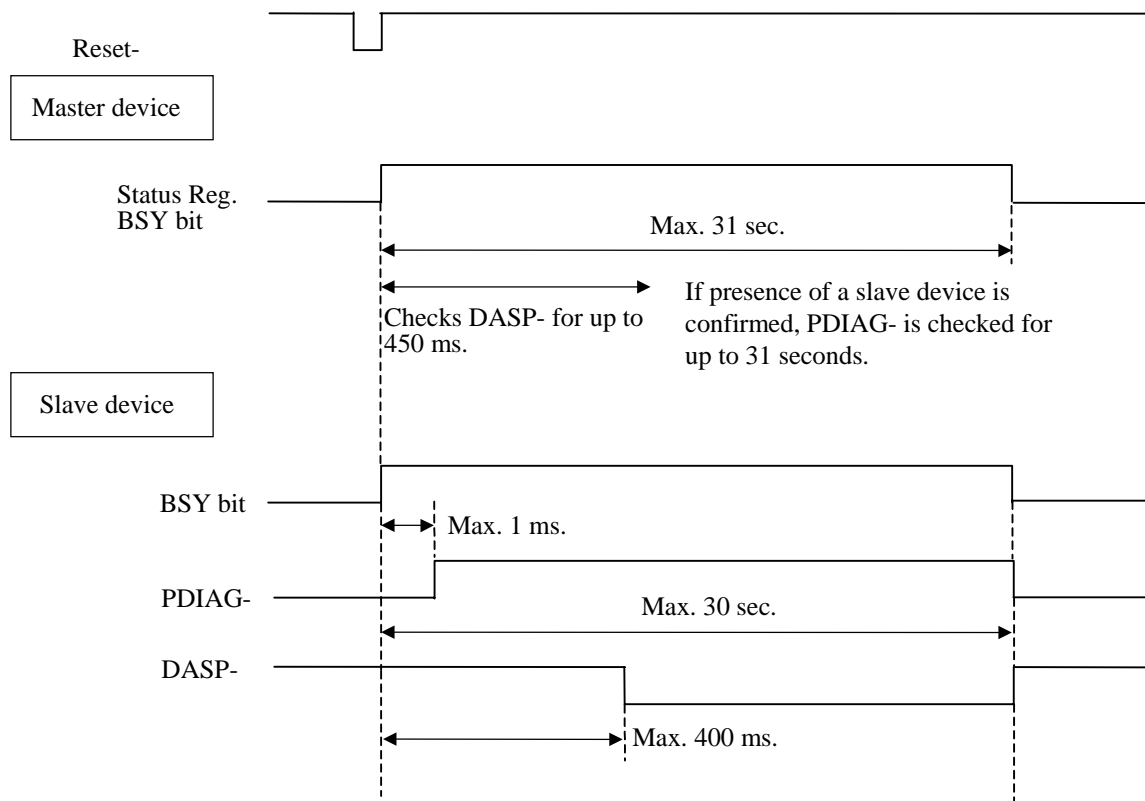 Reset-
Master device
Status Reg.
BSY bit
Max. 31 sec.
Checks DASP- for up to
450 ms.
If presence of a slave device is
confirmed, PDIAG- is checked for
up to 31 seconds.
Slave device
BSY bit
Max. 1 ms.
PDIAG-
Max. 30 sec.
DASP-
Max. 400 ms.